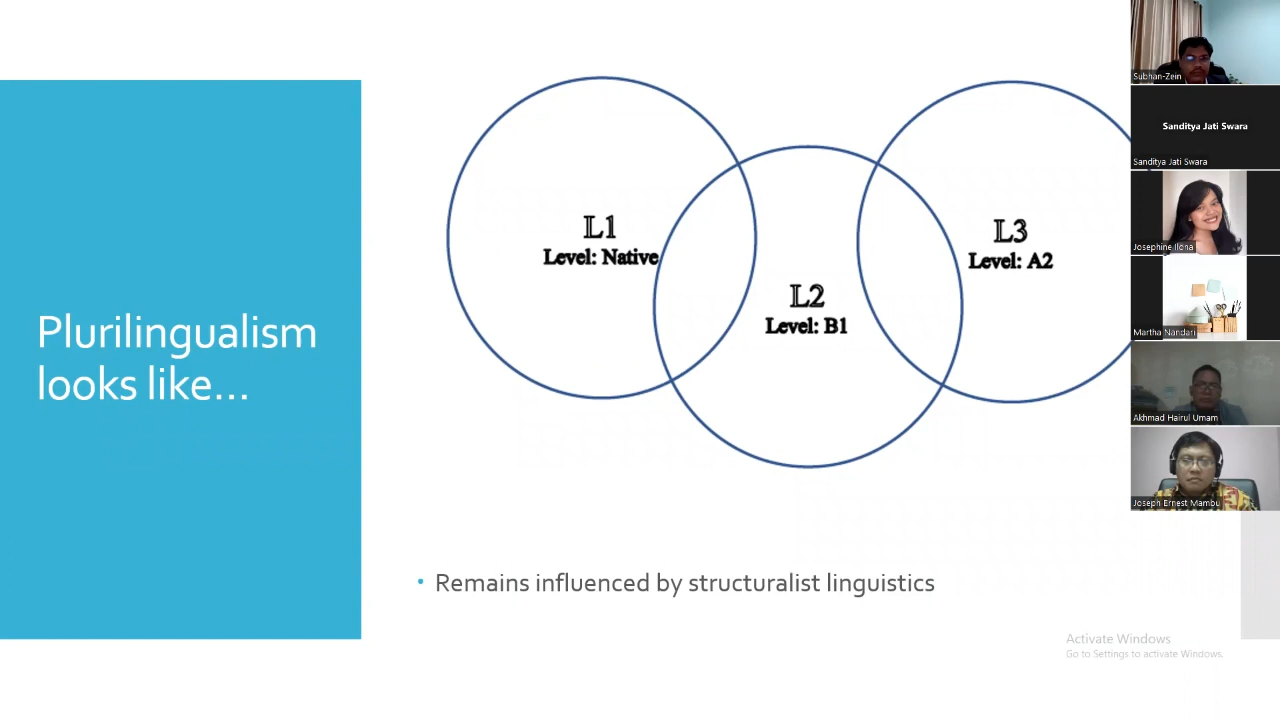 Plurilingualism
looks like...
L1
Level: Native
L2
Level: B1
L3
Level: A2
• Remains influenced by structuralist linguistics
Activate Windows
Go to Settings to activate Windows.
Subhan-Zein
Sanditya Jati Swara
Sanditya Jati Swara
Josephine Ilona
Martha Nandari
Akhmad Hairul Umam
Joseph Ernest Mambu